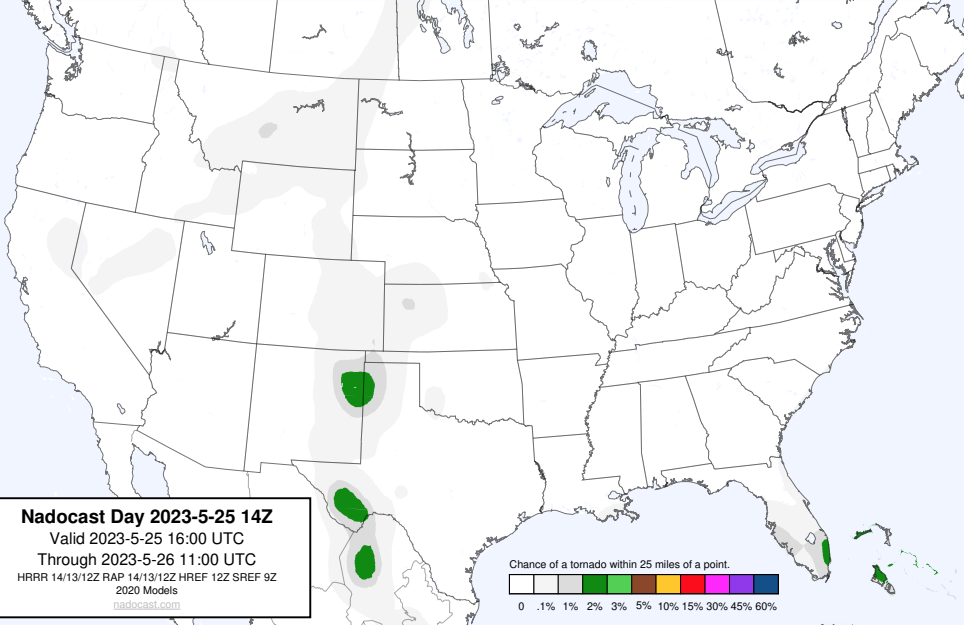 Nadocast Day 2023-5-25 14Z
Valid 2023-5-25 16:00 UTC
Through 2023-5-26 11:00 UTC
HRRR 14/13/12Z RAP 14/13/12Z HREF 12Z SREF 9Z
2020 Models
nadocast.com
Chance of a tornado within 25 miles of a point.
0 .1% 1% 2% 3% 5% 10% 15% 30% 45% 60%